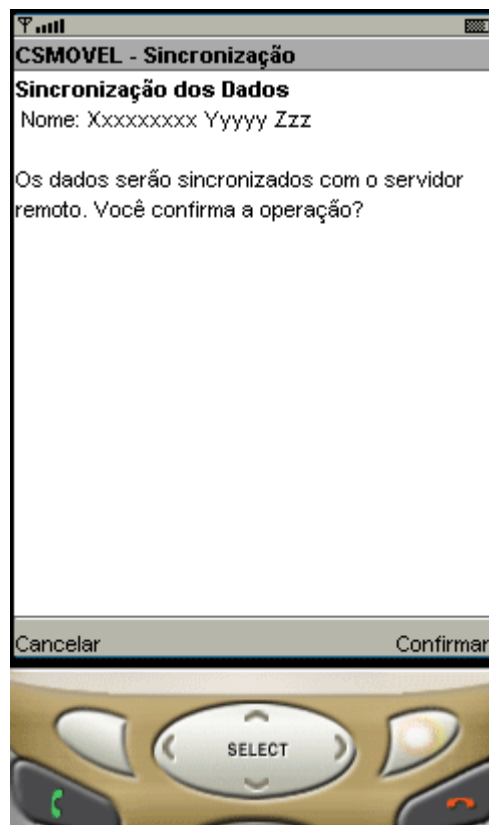 CSMOVEL - Sincronização
Sincronização dos Dados
Nome: Xxxxxxxxx Yyyyy Zzz
Os dados serão sincronizados com o servidor
remoto. Você confirma a operação?
Cancelar Confirmar
SELECT